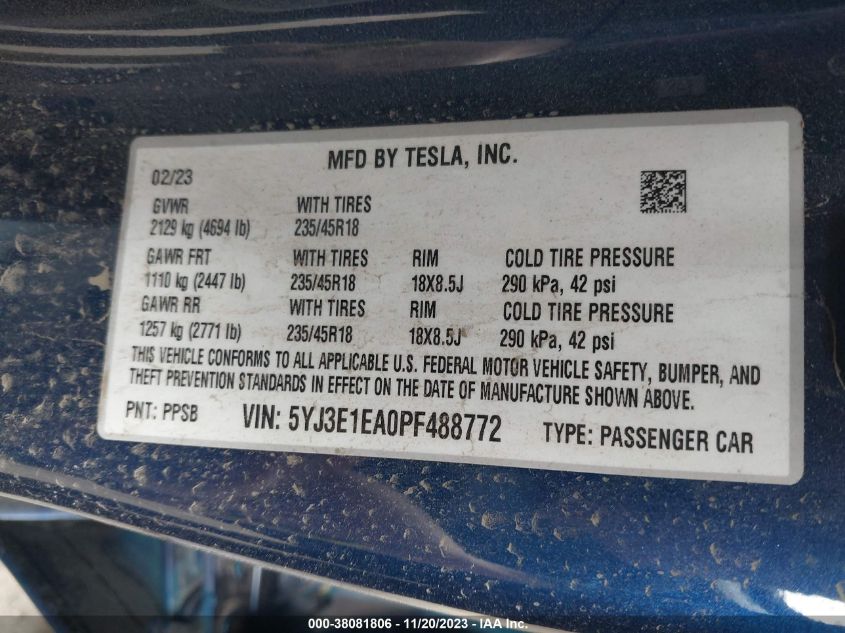 MFD BY TESLA, INC.
02/23
GVWR WITH TIRES
2129 kg (4694 lb) 235/45R18
GAWR FRT WITH TIRES RIM COLD TIRE PRESSURE
1110 kg (2447 lb) 235/45R18 18X8.5J 290 kPa, 42 psi
GAWR RR WITH TIRES RIM COLD TIRE PRESSURE
1257 kg (2771 lb) 235/45R18 18X8.5J 290 kPa, 42 psi
THIS VEHICLE CONFORMS TO ALL APPLICABLE U.S. FEDERAL MOTOR VEHICLE SAFETY, BUMPER, AND
THEFT PREVENTION STANDARDS IN EFFECT ON THE DATE OF MANUFACTURE SHOWN ABOVE.
PNT: PPSB VIN: 5YJ3E1EA0PF488772 TYPE: PASSENGER CAR
000-38081806 - 11/20/2023 - IAA Inc.